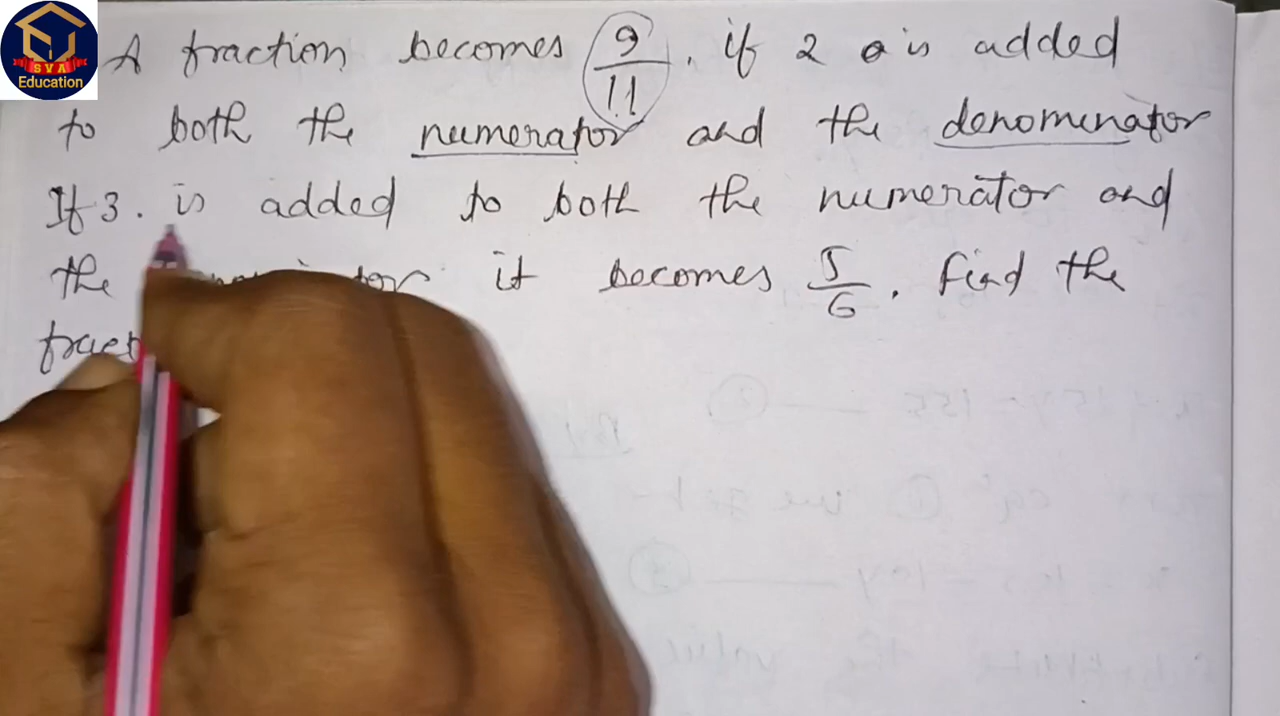 SVA
Education
A fraction becomes 9/11. if 2 is added
to both the numerator and the denominator
If 3. is added to both the numerator and
the it becomes 5/6. find the